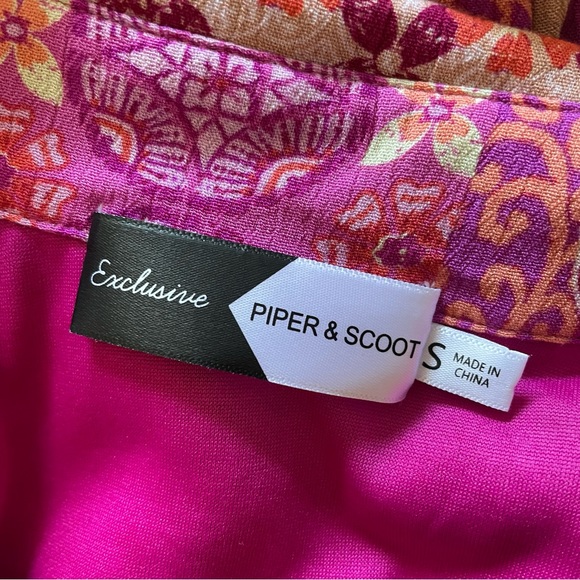 Exclusive
PIPER & SCOOT
S
MADE IN
CHINA